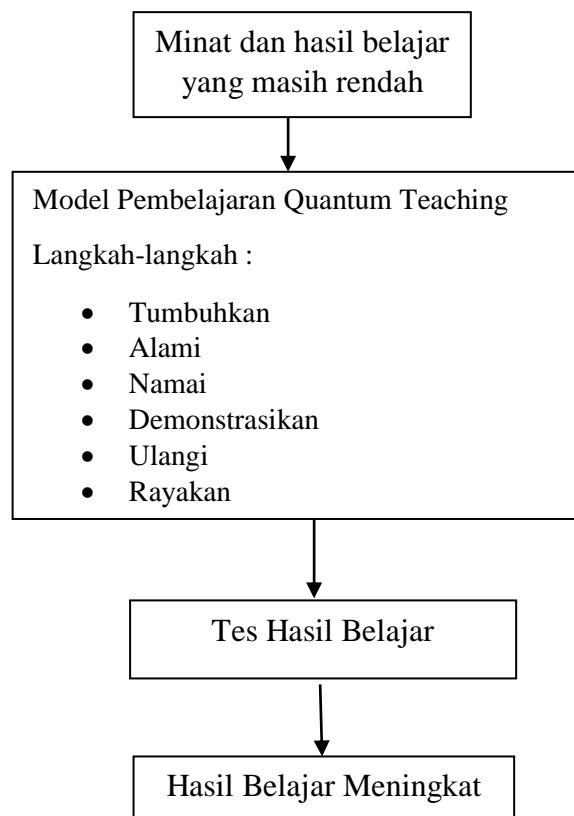 Minat dan hasil belajar
yang masih rendah
Model Pembelajaran Quantum Teaching
Langkah-langkah :
• Tumbuhkan
• Alami
• Namai
• Demonstrasikan
• Ulangi
• Rayakan
Tes Hasil Belajar
Hasil Belajar Meningkat